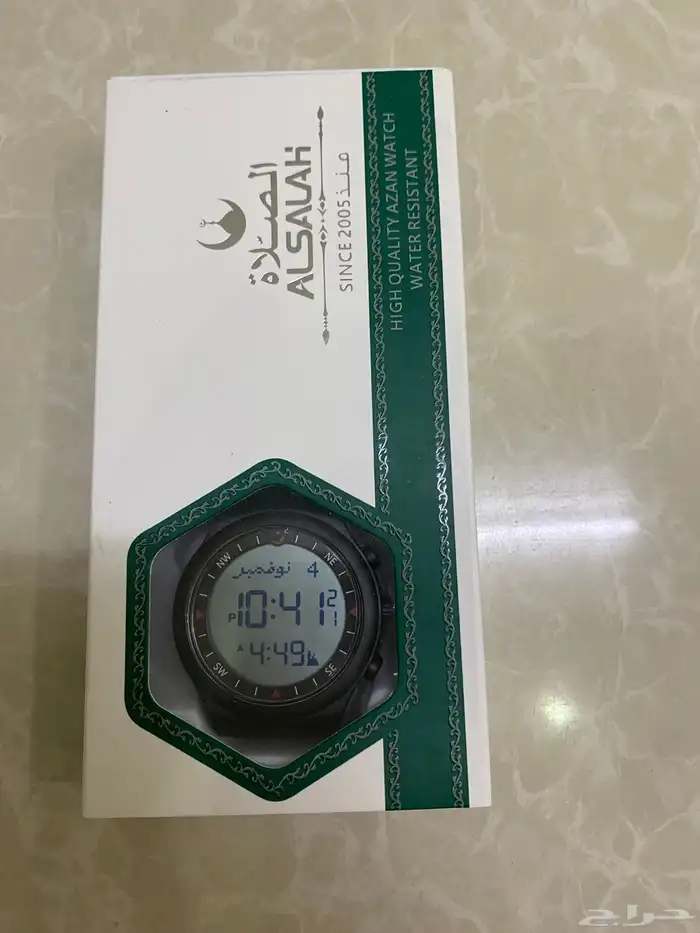 الصلاة
ALSALAH
SINCE 2005 منذ
HIGH QUALITY AZAN WATCH
WATER RESISTANT
NW
NE
4 نوفمبر
P 10:41 21
A 4:49
SW
SE
حراج